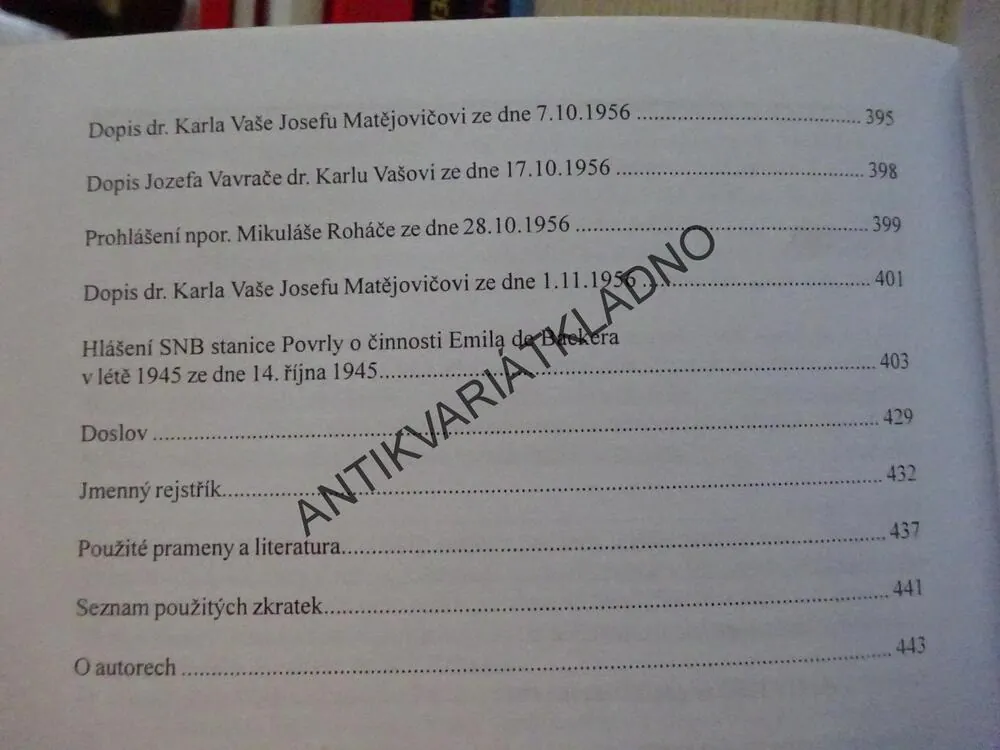 Dopis dr. Karla Vaše Josefu Matějovičovi ze dne 7.10.1956 ........ 395
Dopis Jozefa Vavrače dr. Karlu Vašovi ze dne 17.10.1956 ........ 398
Prohlášení npor. Mikuláše Roháče ze dne 28.10.1956 ........ 399
Dopis dr. Karla Vaše Josefu Matějovičovi ze dne 1.11.1956 ........ 401
Hlášení SNB stanice Povrly o činnosti Emila de Backera
v létě 1945 ze dne 14. října 1945 ........ 403
Doslov ........ 429
Jmenný rejstřík ........ 432
Použité prameny a literatura ........ 437
Seznam použitých zkratek ........ 441
O autorech ........ 443
ANTIKVARIÁTKLADNO